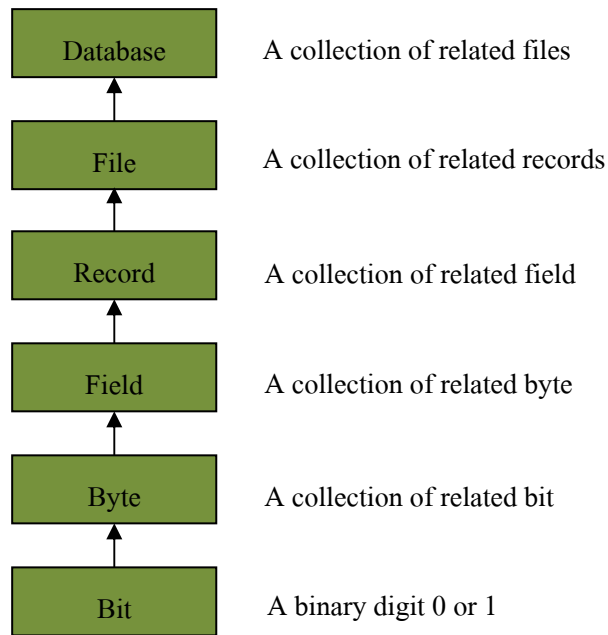 Database A collection of related files
File A collection of related records
Record A collection of related field
Field A collection of related byte
Byte A collection of related bit
Bit A binary digit 0 or 1